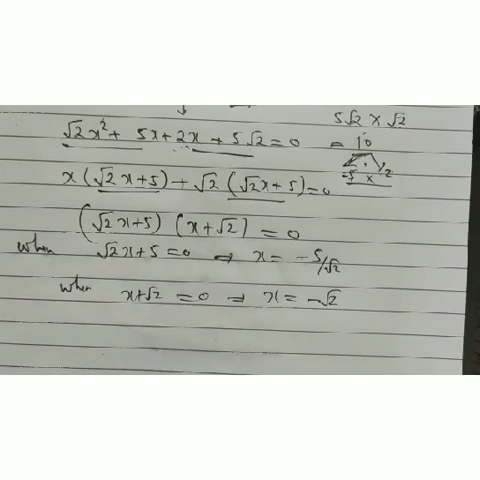 5√2 × √2
√2x² + 5x + 2x + 5√2 = 0 = 10
-5 × 2
x(√2x+5) + √2(√2x+5) = 0
(√2x+5) (x+√2) = 0
when √2x+5 = 0 ⇒ x = -5/√2
when x+√2 = 0 ⇒ x = -√2